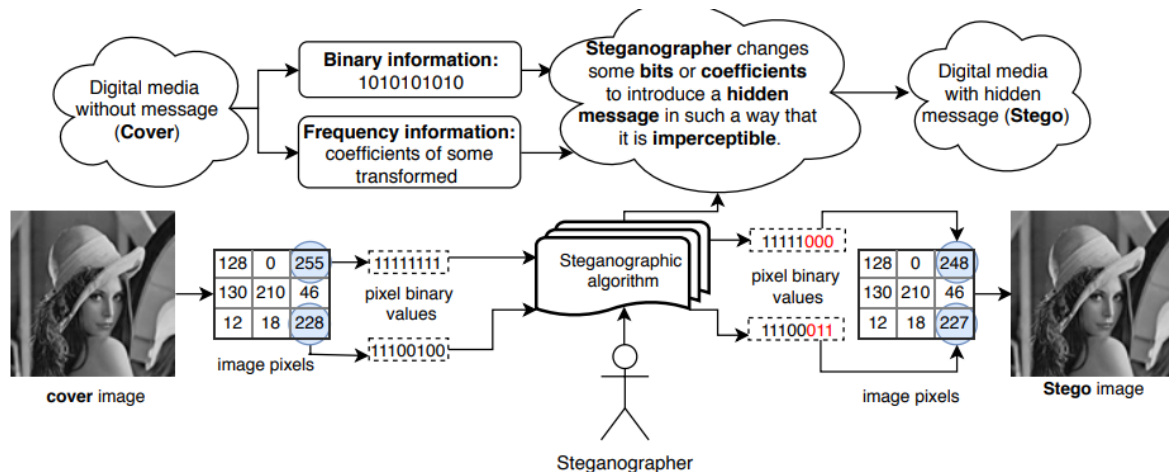 Digital media
without message
(Cover)
Binary information:
1010101010
Frequency information:
coefficients of some
transformed
Steganographer changes
some bits or coefficients
to introduce a hidden
message in such a way that
it is imperceptible.
Digital media
with hidden
message (Stego)
cover image
128 0 255
130 210 46
12 18 228
image pixels
11111111
pixel binary
values
11100100
Steganographic
algorithm
Steganographer
11111000
pixel binary
values
11100011
128 0 248
130 210 46
12 18 227
image pixels
Stego image